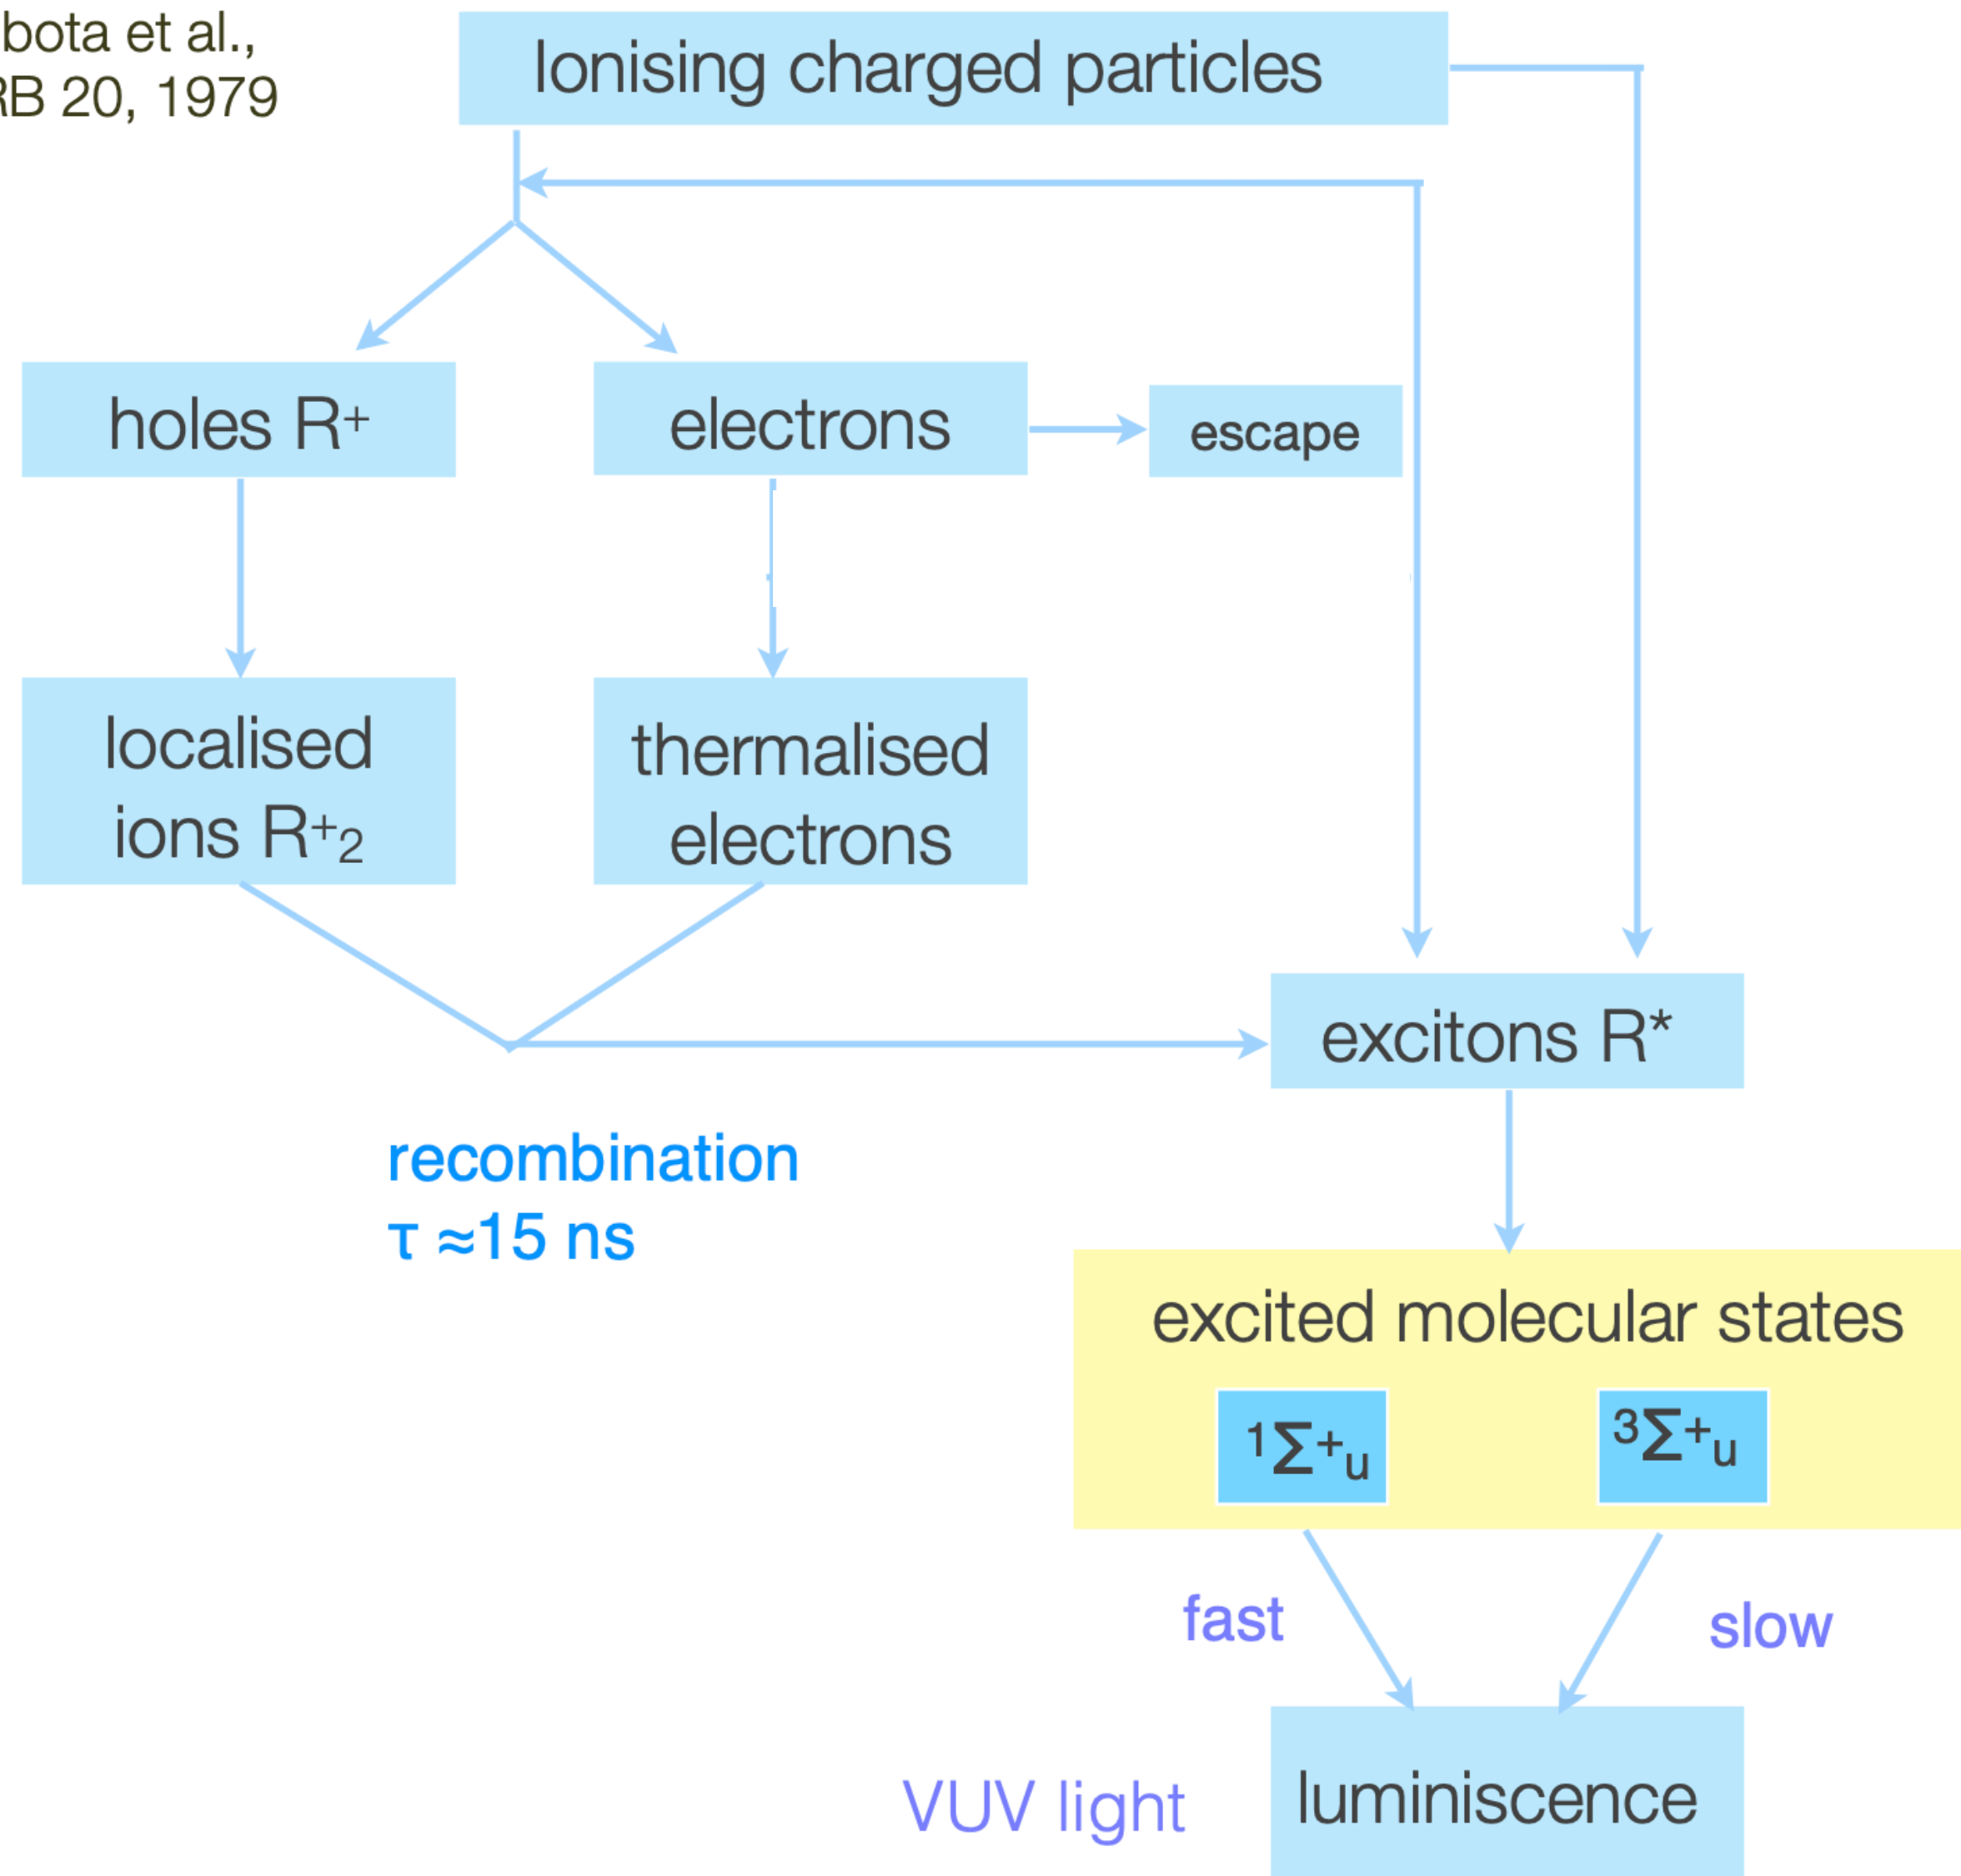 bota et al.,
RB 20, 1979
Ionising charged particles
holes R⁺
electrons
escape
localised
ions R⁺₂
thermalised
electrons
excitons R*
recombination
τ ≈15 ns
excited molecular states
¹Σ⁺ᵤ
³Σ⁺ᵤ
fast
slow
VUV light
luminiscence